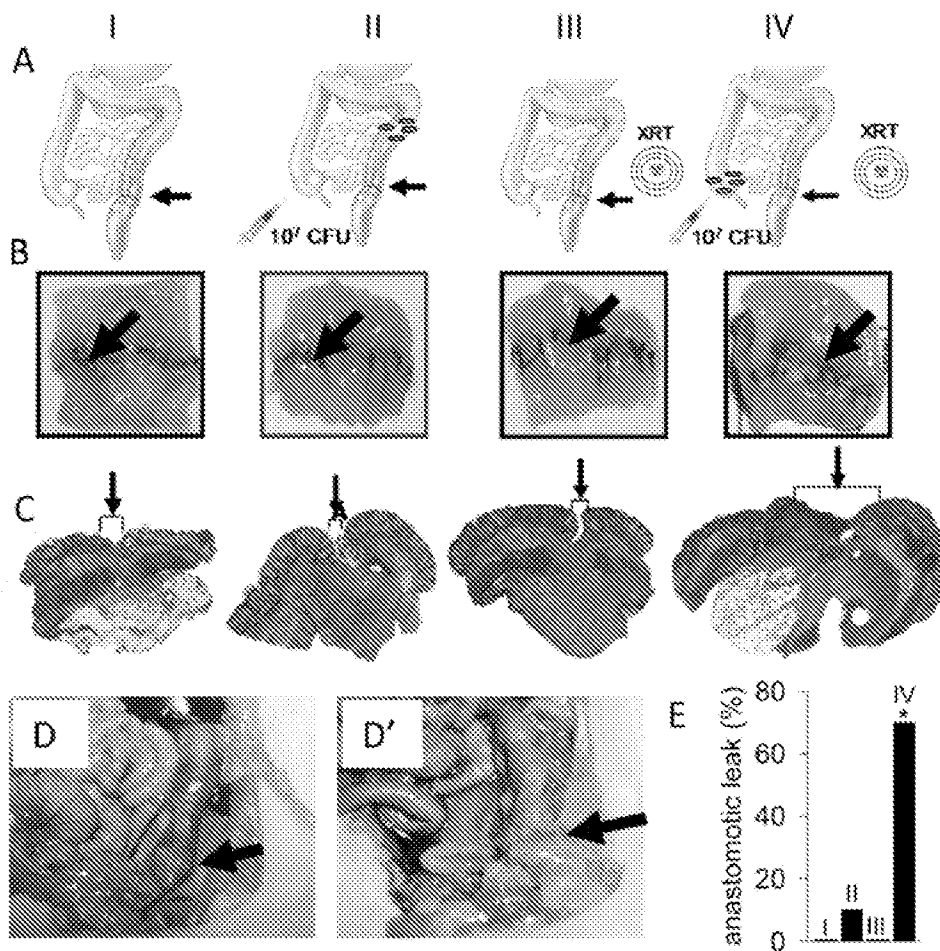 I II III IV
A
XRT XRT
10⁷ CFU 10⁷ CFU
B
C
D D′
E
anastomotic leak (%)
80
60
40
20
0
I II III IV
*